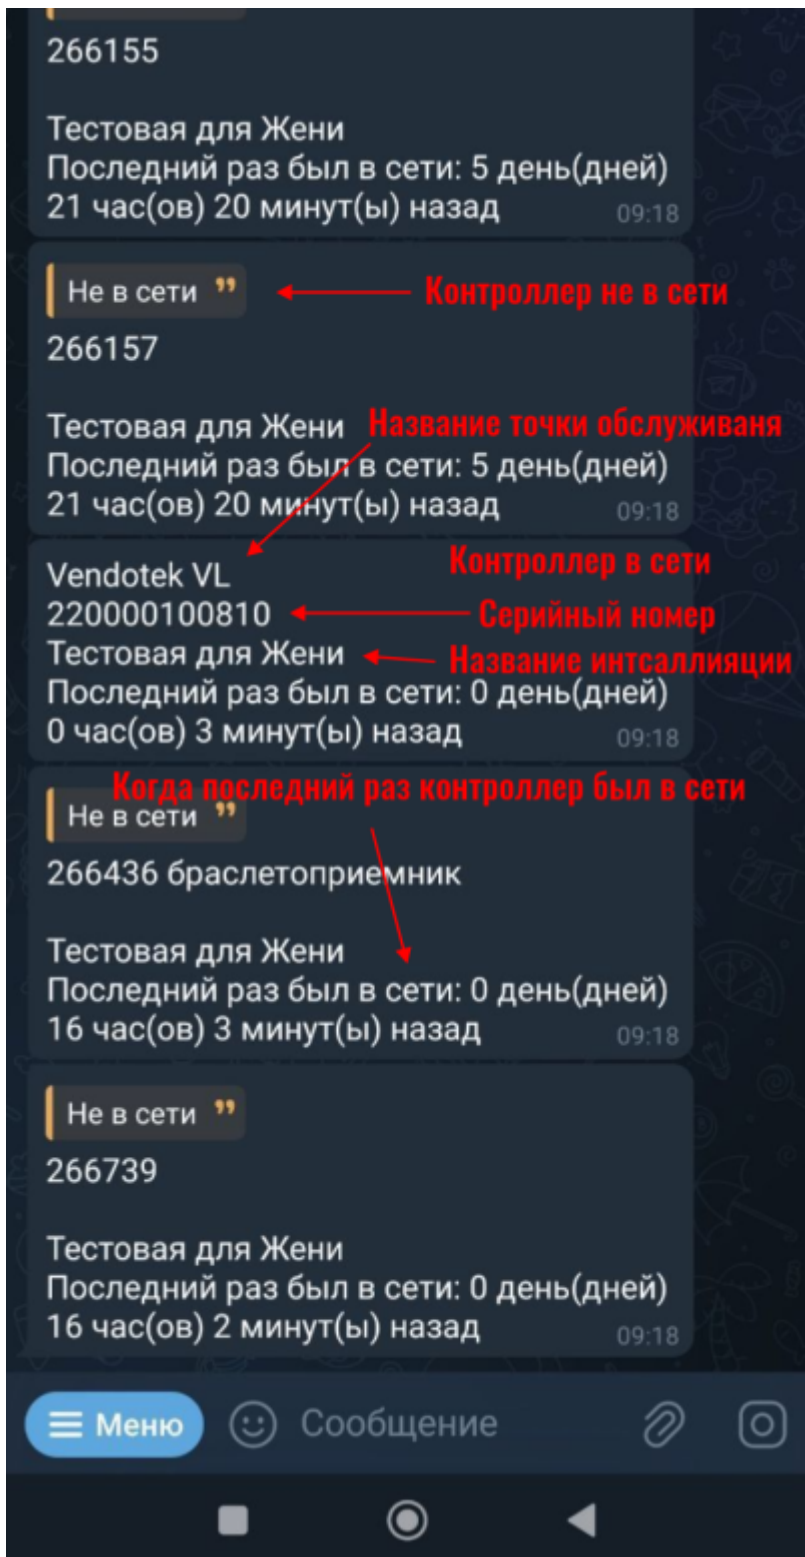 266155
Тестовая для Жени
Последний раз был в сети: 5 день(дней)
21 час(ов) 20 минут(ы) назад
09:18
Не в сети
Контроллер не в сети
266157
Тестовая для Жени
Название точки обслуживаня
Последний раз был в сети: 5 день(дней)
21 час(ов) 20 минут(ы) назад
09:18
Контроллер в сети
Vendotek VL
220000100810
Серийный номер
Тестовая для Жени
Название интсаллияции
Последний раз был в сети: 0 день(дней)
0 час(ов) 3 минут(ы) назад
09:18
Когда последний раз контроллер был в сети
Не в сети
266436 браслетоприемник
Тестовая для Жени
Последний раз был в сети: 0 день(дней)
16 час(ов) 3 минут(ы) назад
09:18
Не в сети
266739
Тестовая для Жени
Последний раз был в сети: 0 день(дней)
16 час(ов) 2 минут(ы) назад
09:18
Меню
Сообщение